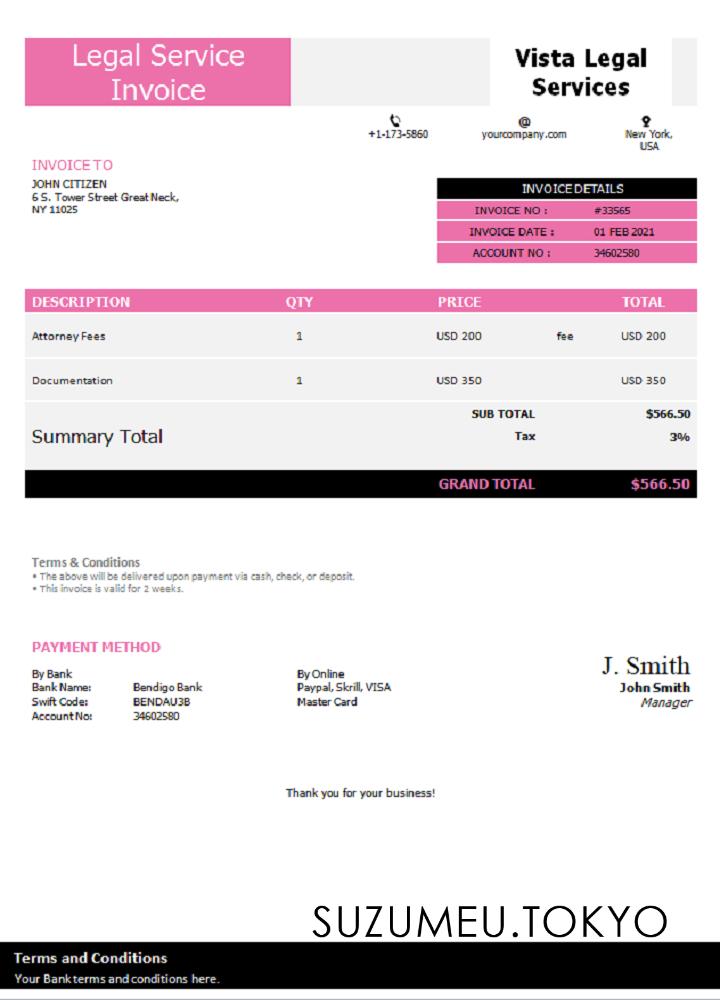 Legal Service
Invoice
Vista Legal
Services
+1-173-5860
@
yourcompany.com
New York,
USA
INVOICE TO
JOHN CITIZEN
6 S. Tower Street Great Neck,
NY 11025
INVOICE DETAILS
INVOICE NO : #33565
INVOICE DATE : 01 FEB 2021
ACCOUNT NO : 34602580
DESCRIPTION QTY PRICE TOTAL
Attorney Fees 1 USD 200 fee USD 200
Documentation 1 USD 350 USD 350
SUB TOTAL $566.50
Summary Total
Tax 3%
GRAND TOTAL $566.50
Terms & Conditions
• The above will be delivered upon payment via cash, check, or deposit.
• This invoice is valid for 2 weeks.
PAYMENT METHOD
By Bank
Bank Name: Bendigo Bank
Swift Code: BENDAU3B
Account No: 34602580
By Online
Paypal, Skrill, VISA
Master Card
J. Smith
John Smith
Manager
Thank you for your business!
SUZUMEU.TOKYO
Terms and Conditions
Your Bank terms and conditions here.